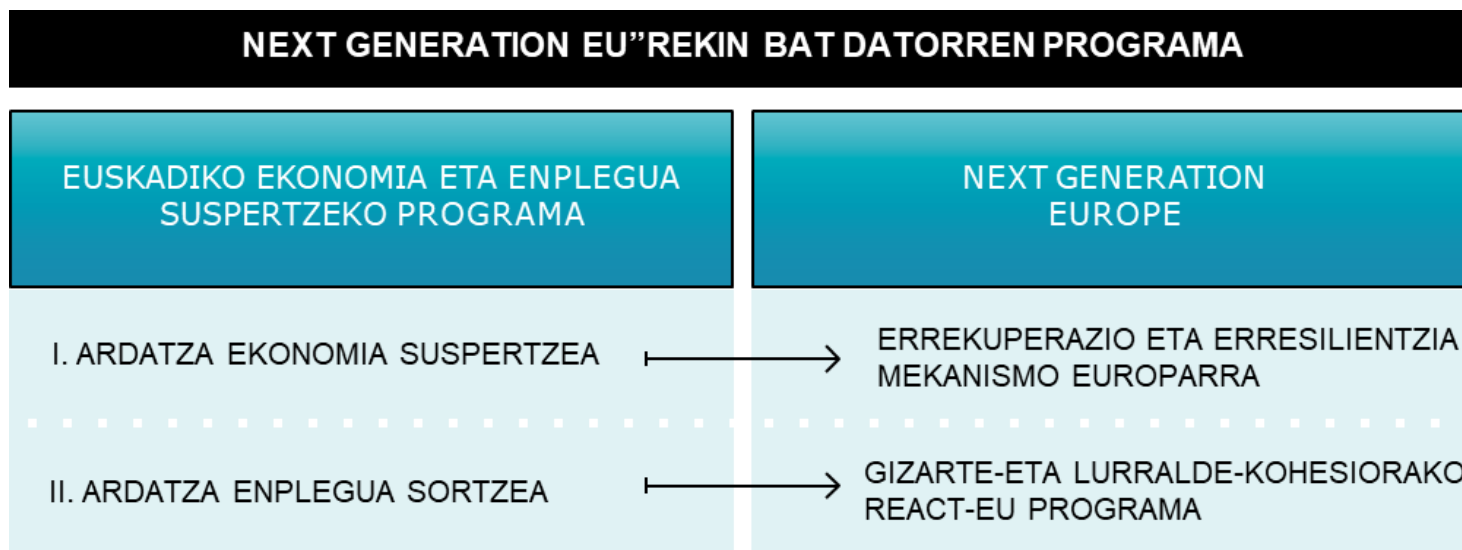 NEXT GENERATION EU”REKIN BAT DATORREN PROGRAMA
EUSKADIKO EKONOMIA ETA ENPLEGUA
SUSPERTZEKO PROGRAMA
NEXT GENERATION
EUROPE
I. ARDATZA EKONOMIA SUSPERTZEA
ERREKUPERAZIO ETA ERRESILIENTZIA
MEKANISMO EUROPARRA
II. ARDATZA ENPLEGUA SORTZEA
GIZARTE-ETA LURRALDE-KOHESIORAKO
REACT-EU PROGRAMA